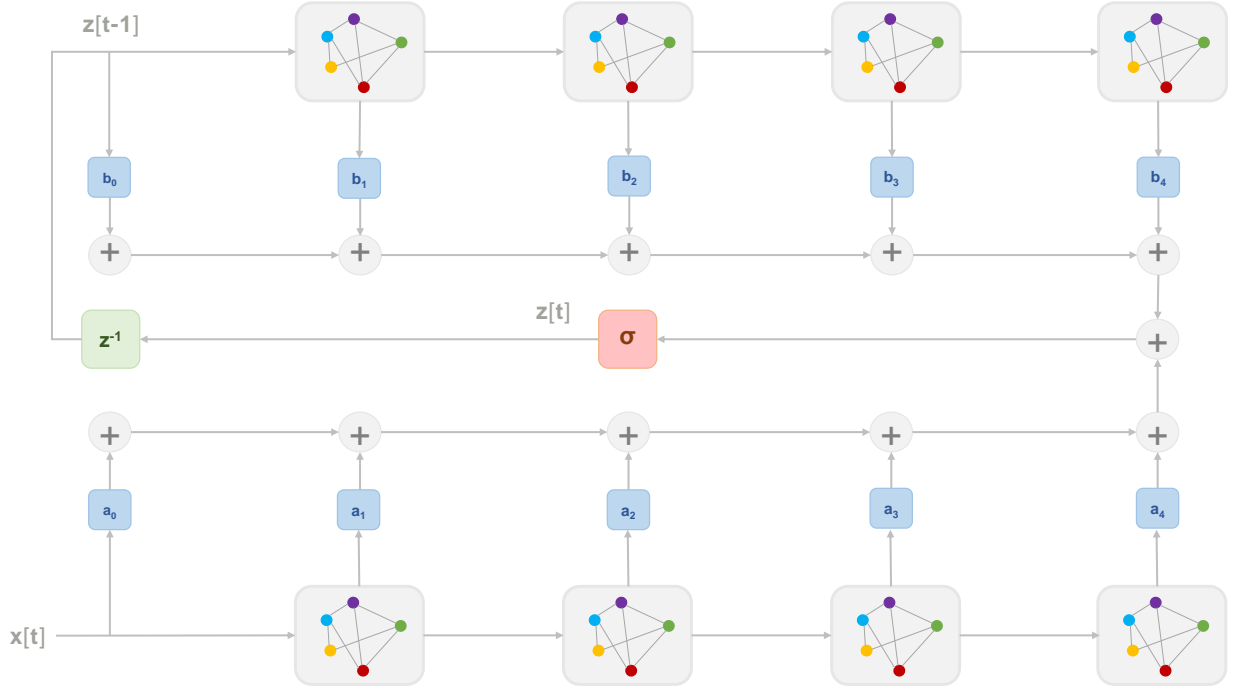 z[t-1]
b₀ b₁ b₂ b₃ b₄
+ + + + +
z[t]
z⁻¹ σ +
+ + + + +
a₀ a₁ a₂ a₃ a₄
x[t]